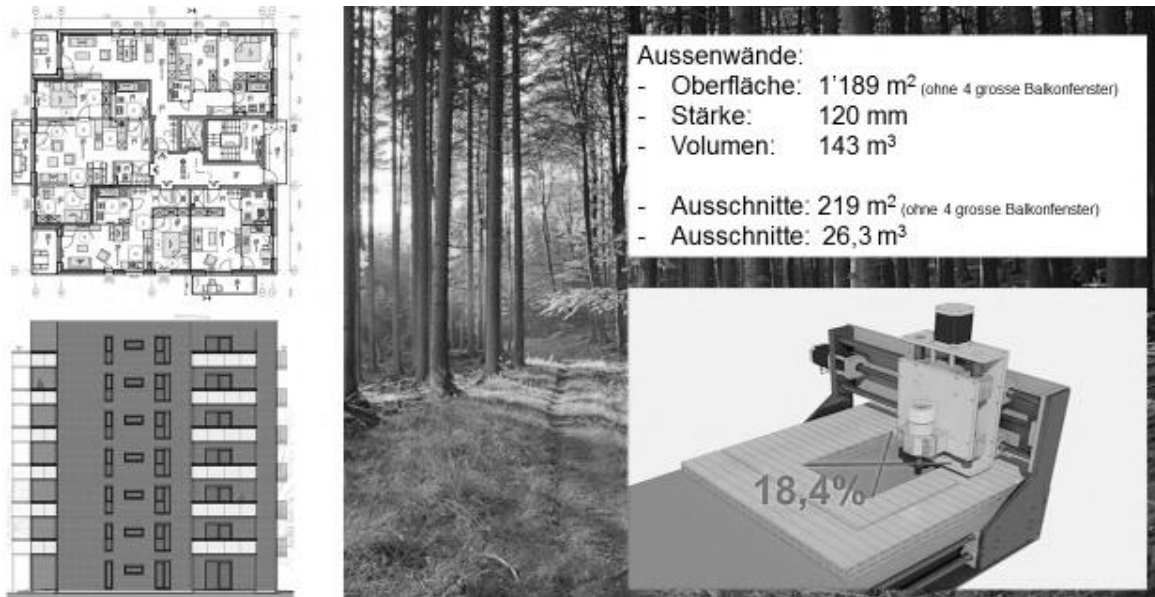 Aussenwände:
- Oberfläche: 1'189 m² (ohne 4 grosse Balkonfenster)
- Stärke: 120 mm
- Volumen: 143 m³
- Ausschnitte: 219 m² (ohne 4 grosse Balkonfenster)
- Ausschnitte: 26,3 m³
18,4%